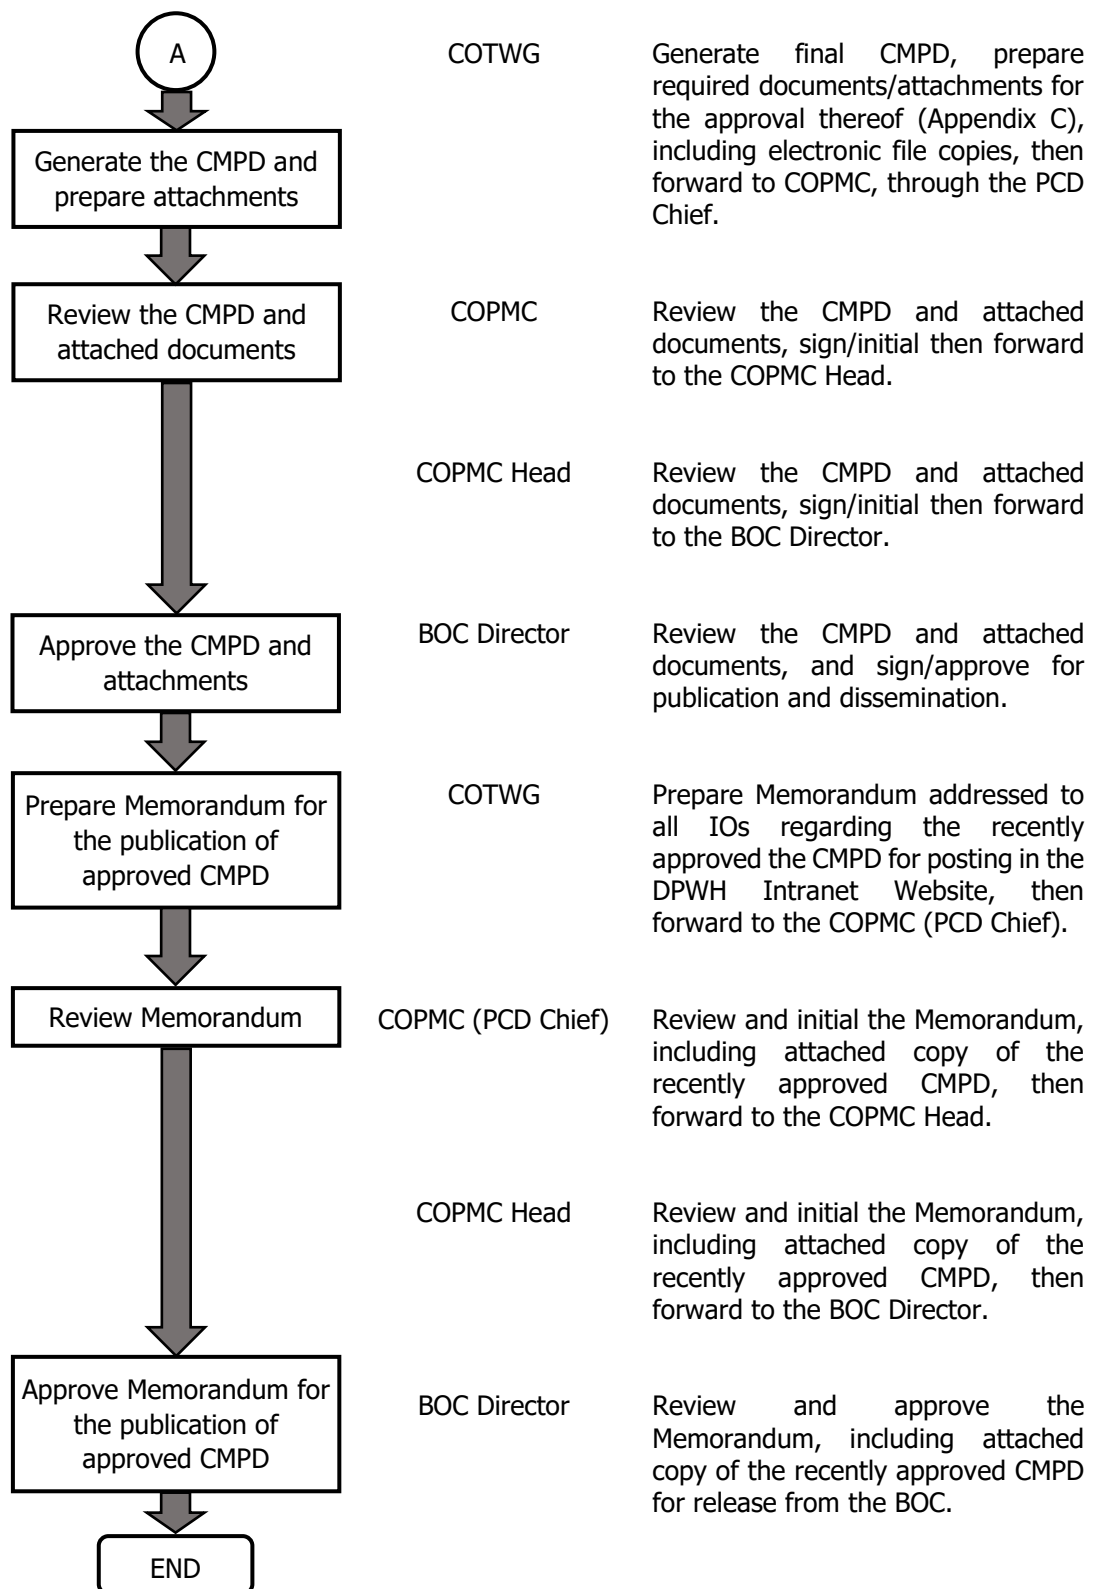 A
COTWG
Generate final CMPD, prepare
required documents/attachments for
the approval thereof (Appendix C),
including electronic file copies, then
forward to COPMC, through the PCD
Chief.
Generate the CMPD and
prepare attachments
Review the CMPD and
attached documents
COPMC
Review the CMPD and attached
documents, sign/initial then forward
to the COPMC Head.
COPMC Head
Review the CMPD and attached
documents, sign/initial then forward
to the BOC Director.
Approve the CMPD and
attachments
BOC Director
Review the CMPD and attached
documents, and sign/approve for
publication and dissemination.
Prepare Memorandum for
the publication of
approved CMPD
COTWG
Prepare Memorandum addressed to
all IOs regarding the recently
approved the CMPD for posting in the
DPWH Intranet Website, then
forward to the COPMC (PCD Chief).
Review Memorandum
COPMC (PCD Chief)
Review and initial the Memorandum,
including attached copy of the
recently approved CMPD, then
forward to the COPMC Head.
COPMC Head
Review and initial the Memorandum,
including attached copy of the
recently approved CMPD, then
forward to the BOC Director.
Approve Memorandum for
the publication of
approved CMPD
BOC Director
Review and approve the
Memorandum, including attached
copy of the recently approved CMPD
for release from the BOC.
END